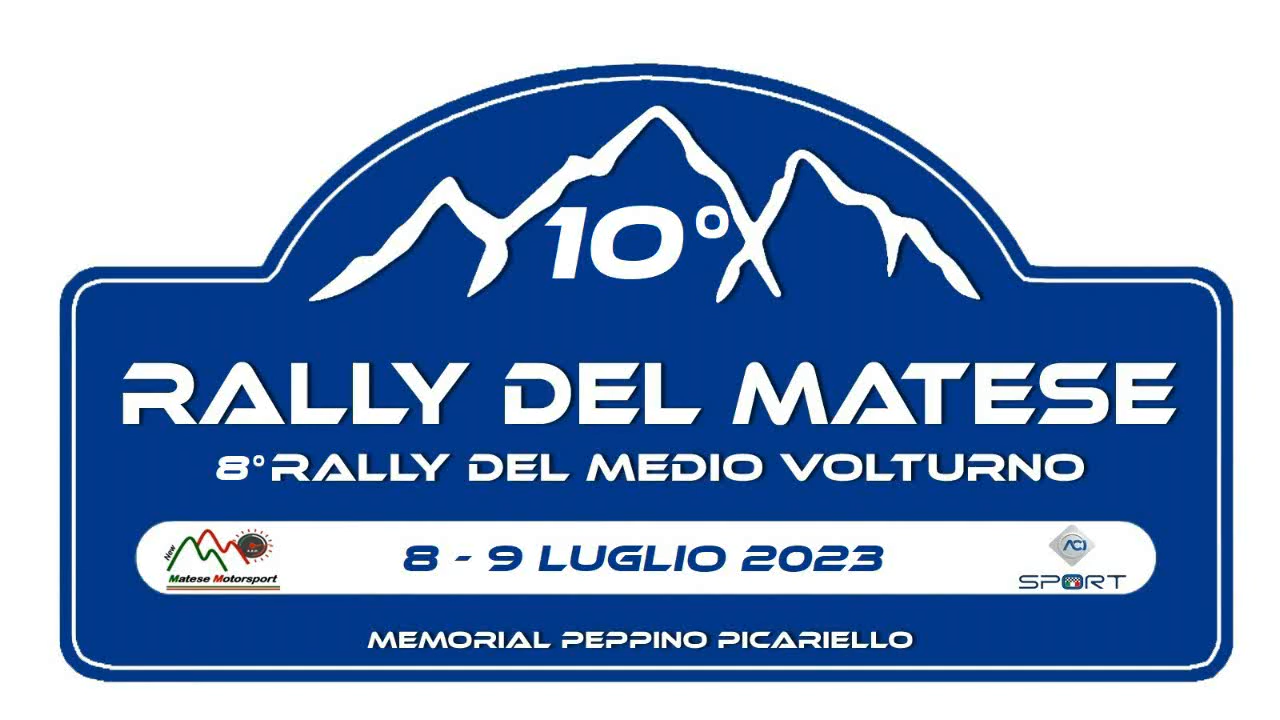 10°
RALLY DEL MATESE
8° RALLY DEL MEDIO VOLTURNO
New
Matese Motorsport
8 - 9 LUGLIO 2023
ACI
SPORT
MEMORIAL PEPPINO PICARIELLO